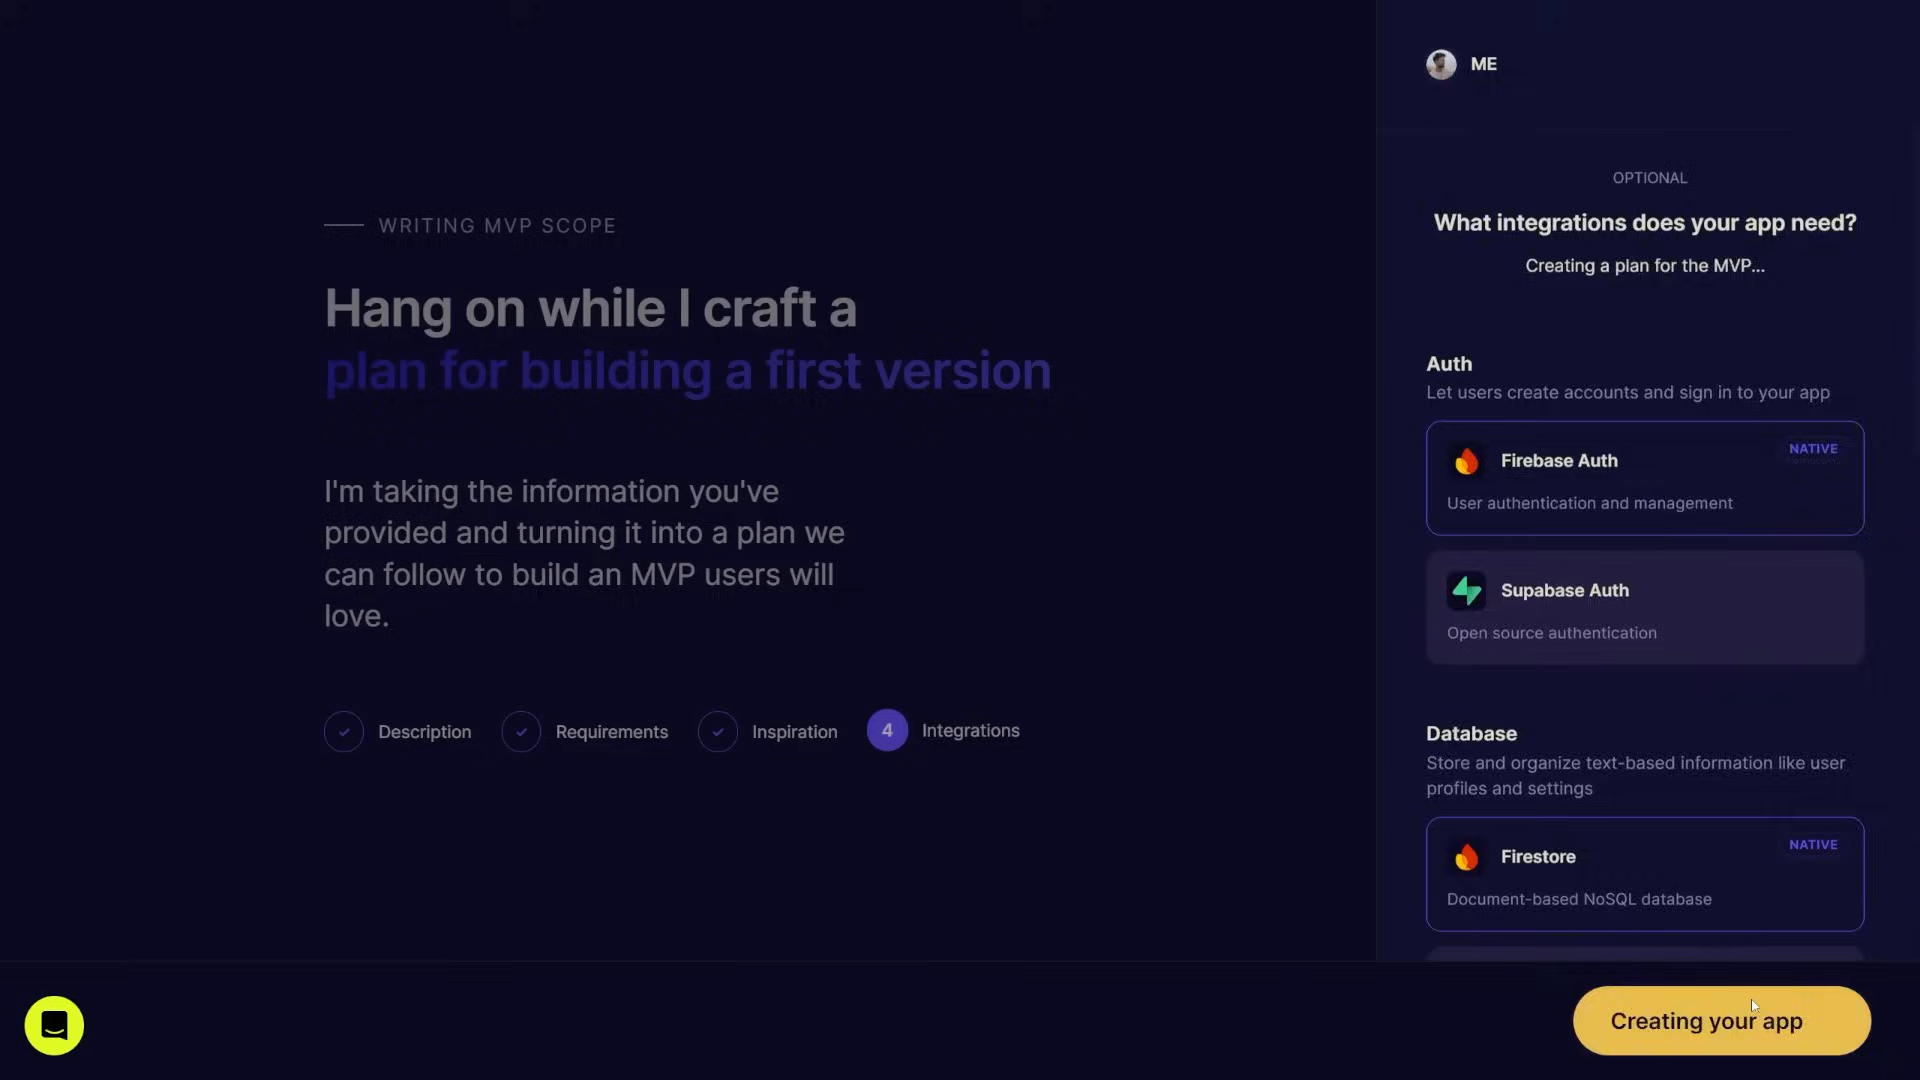 WRITING MVP SCOPE
Hang on while I craft a
plan for building a first version
I'm taking the information you've
provided and turning it into a plan we
can follow to build an MVP users will
love.
Description
Requirements
Inspiration
4
Integrations
ME
OPTIONAL
What integrations does your app need?
Creating a plan for the MVP...
Auth
Let users create accounts and sign in to your app
Firebase Auth
NATIVE
User authentication and management
Supabase Auth
Open source authentication
Database
Store and organize text-based information like user
profiles and settings
Firestore
NATIVE
Document-based NoSQL database
Creating your app